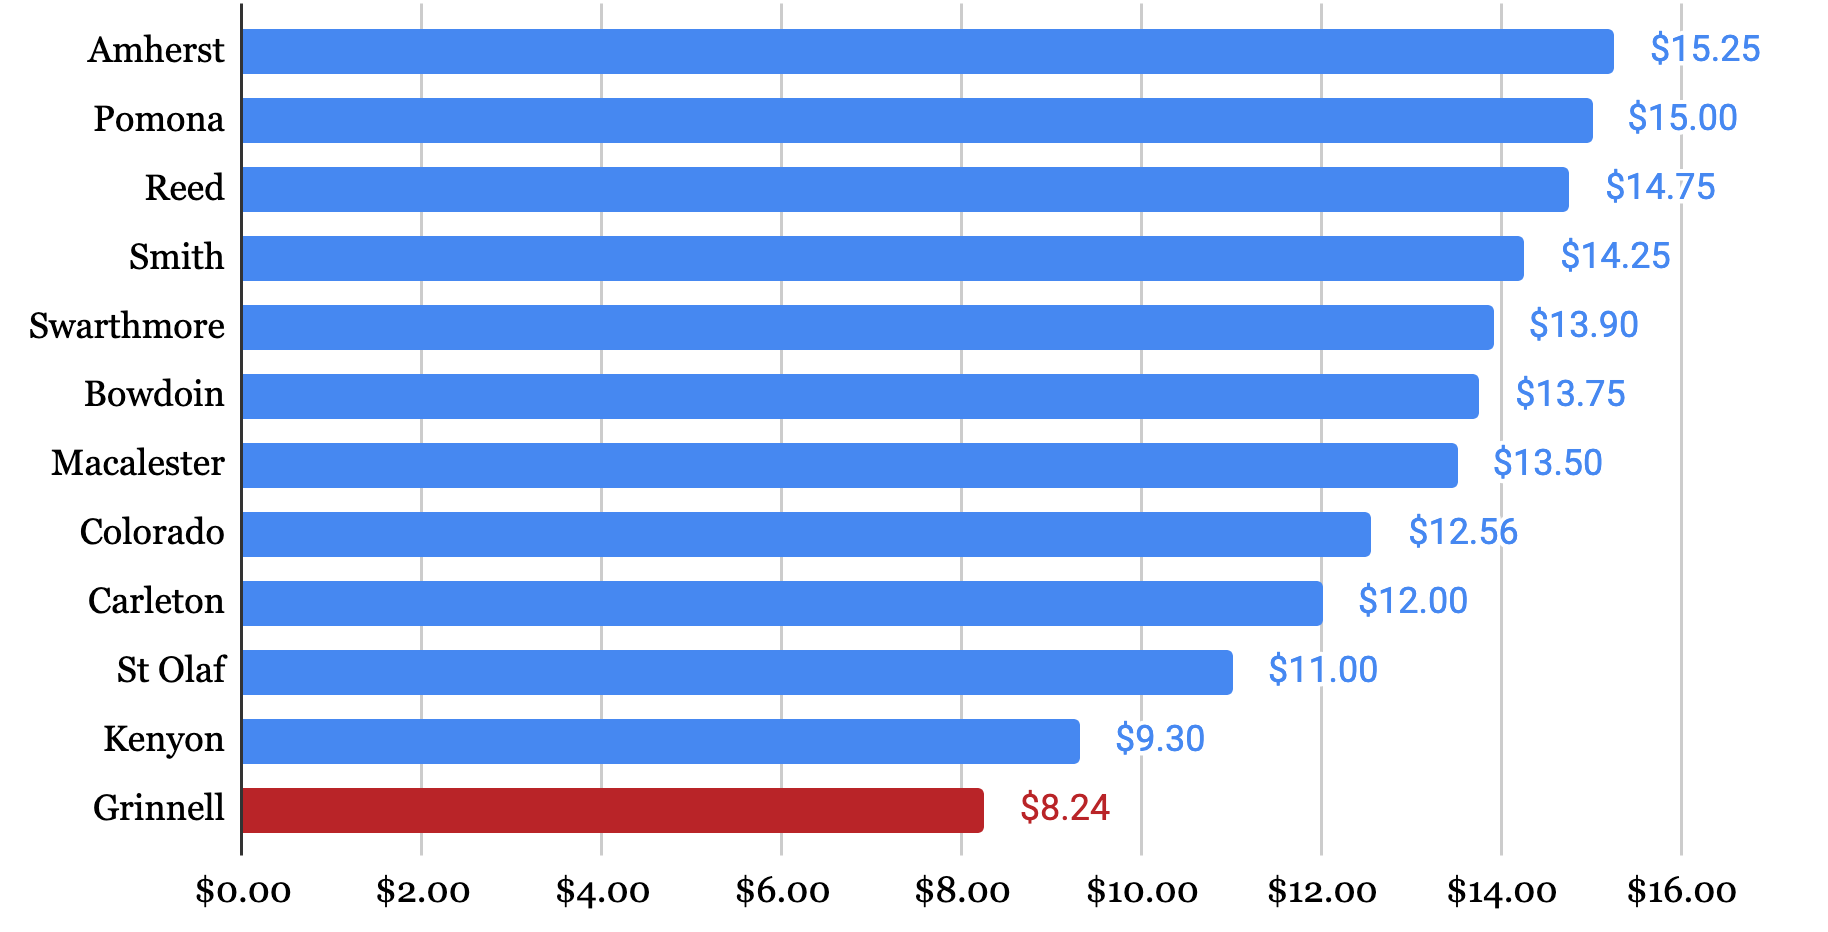 Amherst $15.25
Pomona $15.00
Reed $14.75
Smith $14.25
Swarthmore $13.90
Bowdoin $13.75
Macalester $13.50
Colorado $12.56
Carleton $12.00
St Olaf $11.00
Kenyon $9.30
Grinnell $8.24
$0.00 $2.00 $4.00 $6.00 $8.00 $10.00 $12.00 $14.00 $16.00